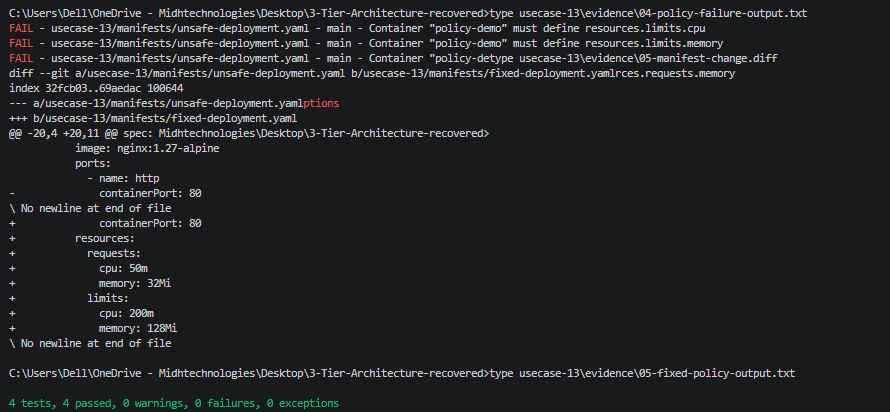 C:\Users\Dell\OneDrive - Midhtechnologies\Desktop\3-Tier-Architecture-recovered>type usecase-13\evidence\04-policy-failure-output.txt
FAIL - usecase-13/manifests/unsafe-deployment.yaml - main - Container "policy-demo" must define resources.limits.cpu
FAIL - usecase-13/manifests/unsafe-deployment.yaml - main - Container "policy-demo" must define resources.limits.memory
FAIL - usecase-13/manifests/unsafe-deployment.yaml - main - Container "policy-detype usecase-13\evidence\05-manifest-change.diff
diff --git a/usecase-13/manifests/unsafe-deployment.yaml b/usecase-13/manifests/fixed-deployment.yamlrces.requests.memory
index 32fcb03..69aedac 100644
--- a/usecase-13/manifests/unsafe-deployment.yamlptions
+++ b/usecase-13/manifests/fixed-deployment.yaml
@@ -20,4 +20,11 @@ spec: Midhtechnologies\Desktop\3-Tier-Architecture-recovered>
           image: nginx:1.27-alpine
           ports:
             - name: http
-              containerPort: 80
\ No newline at end of file
+              containerPort: 80
+          resources:
+            requests:
+              cpu: 50m
+              memory: 32Mi
+            limits:
+              cpu: 200m
+              memory: 128Mi
\ No newline at end of file
C:\Users\Dell\OneDrive - Midhtechnologies\Desktop\3-Tier-Architecture-recovered>type usecase-13\evidence\05-fixed-policy-output.txt
4 tests, 4 passed, 0 warnings, 0 failures, 0 exceptions